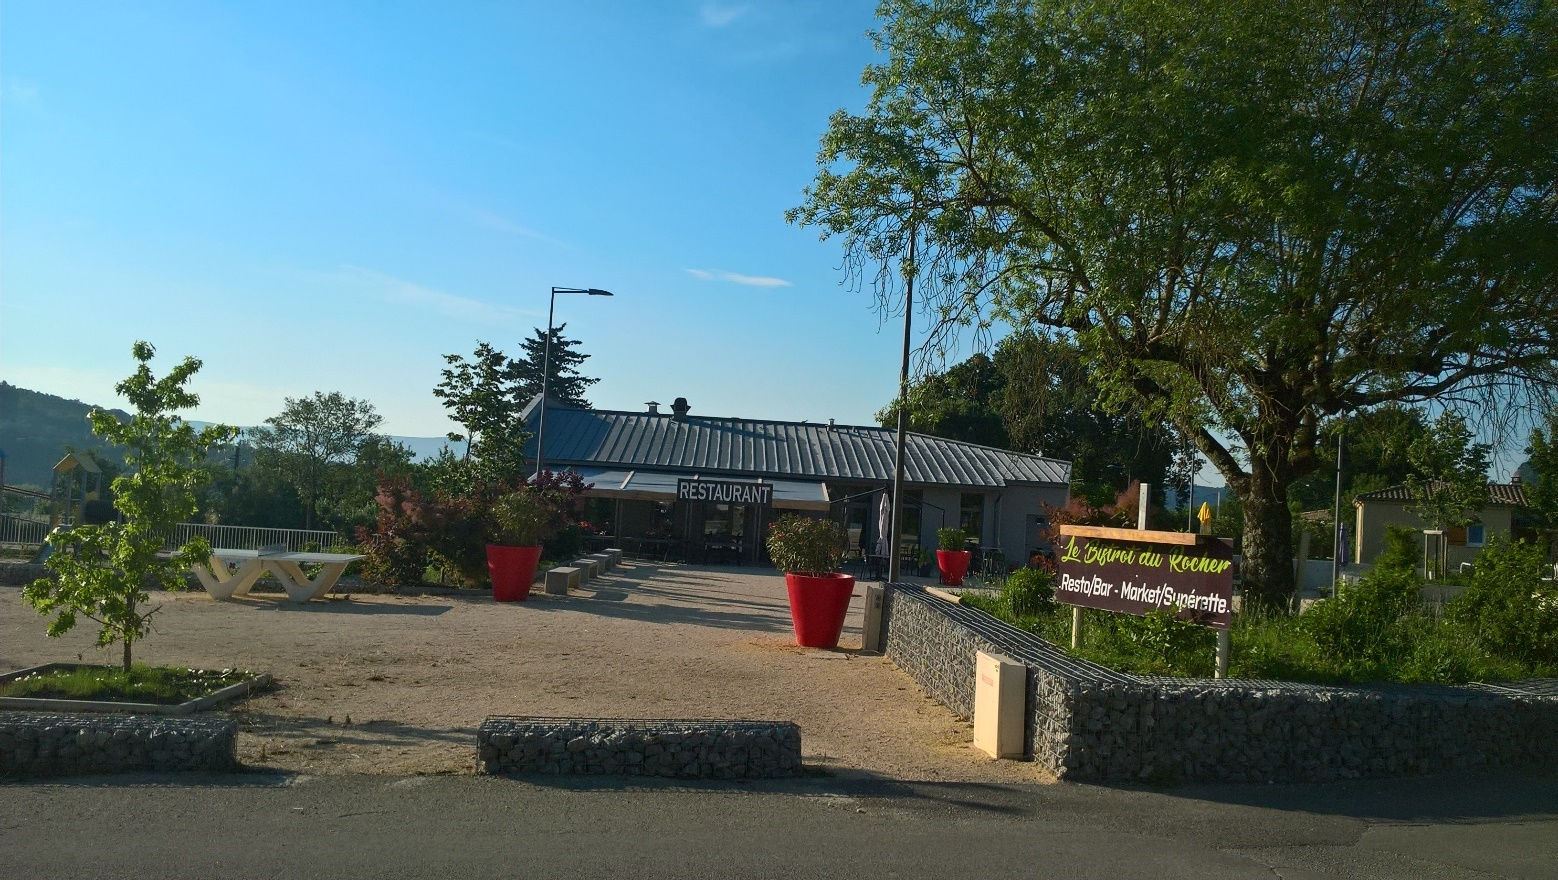 RESTAURANT
Le Bistrot du Rocher
Resto/Bar - Market/Supérette.